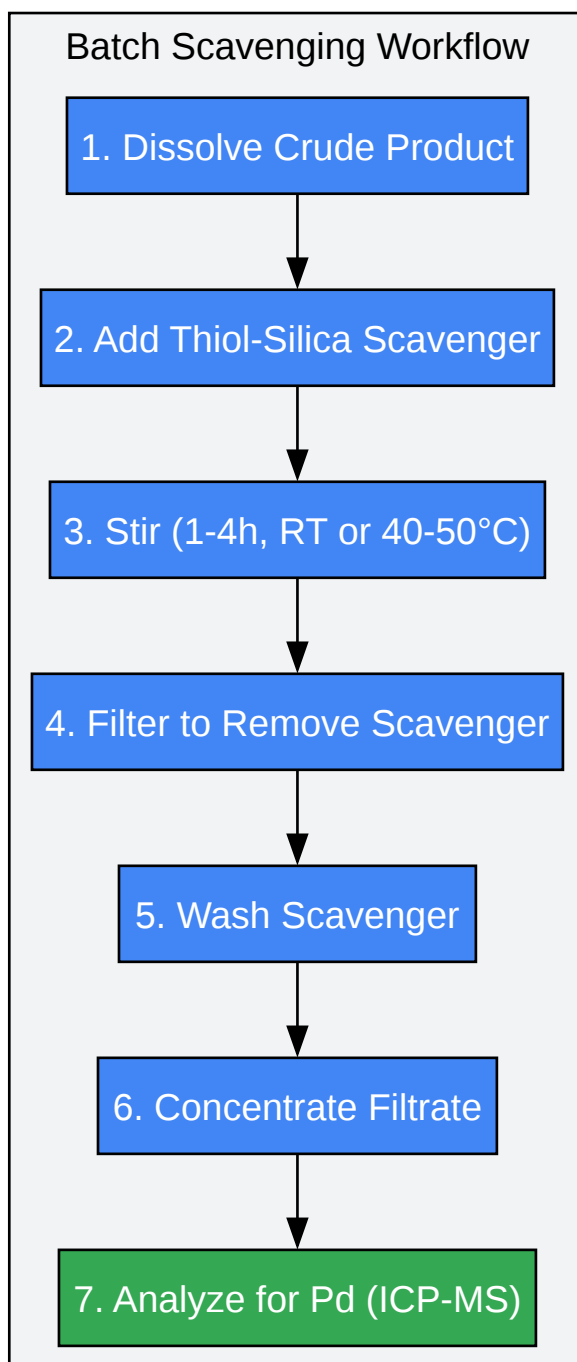 Batch Scavenging Workflow
1. Dissolve Crude Product
2. Add Thiol-Silica Scavenger
3. Stir (1-4h, RT or 40-50°C)
4. Filter to Remove Scavenger
5. Wash Scavenger
6. Concentrate Filtrate
7. Analyze for Pd (ICP-MS)